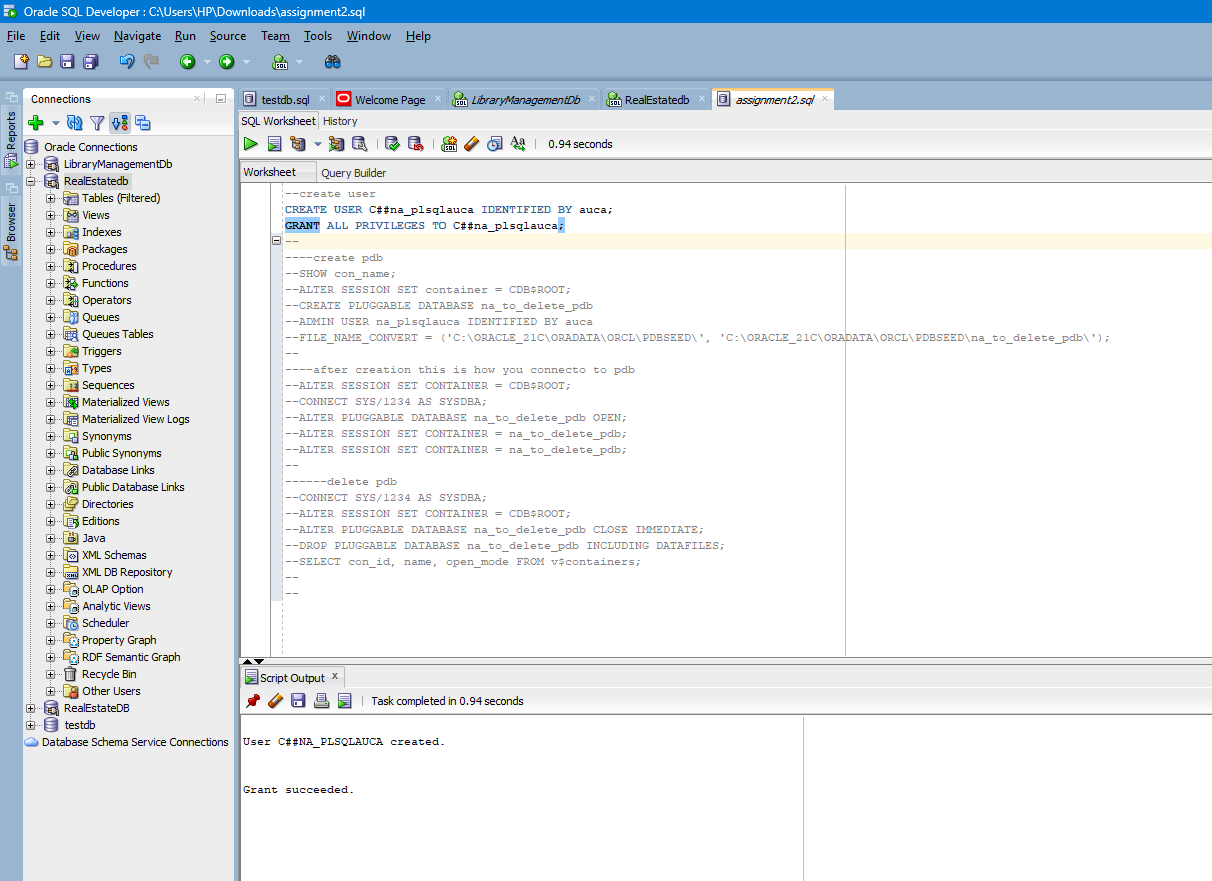 Oracle SQL Developer : C:\Users\HP\Downloads\assignment2.sql
File Edit View Navigate Run Source Team Tools Window Help
Reports
Browser
Connections
Oracle Connections
LibraryManagementDb
RealEstatedb
Tables (Filtered)
Views
Indexes
Packages
Procedures
Functions
Operators
Queues
Queues Tables
Triggers
Types
Sequences
Materialized Views
Materialized View Logs
Synonyms
Public Synonyms
Database Links
Public Database Links
Directories
Editions
Java
XML Schemas
XML DB Repository
OLAP Option
Analytic Views
Scheduler
Property Graph
RDF Semantic Graph
Recycle Bin
Other Users
RealEstateDB
testdb
Database Schema Service Connections
testdb.sql Welcome Page LibraryManagementDb RealEstatedb assignment2.sql
SQL Worksheet History
0.94 seconds
Worksheet Query Builder
--create user
CREATE USER C##na_plsqlauca IDENTIFIED BY auca;
GRANT ALL PRIVILEGES TO C##na_plsqlauca;
--
----create pdb
--SHOW con_name;
--ALTER SESSION SET container = CDB$ROOT;
--CREATE PLUGGABLE DATABASE na_to_delete_pdb
--ADMIN USER na_plsqlauca IDENTIFIED BY auca
--FILE_NAME_CONVERT = ('C:\ORACLE_21C\ORADATA\ORCL\PDBSEED\', 'C:\ORACLE_21C\ORADATA\ORCL\PDBSEED\na_to_delete_pdb\');
--
----after creation this is how you connecto to pdb
--ALTER SESSION SET CONTAINER = CDB$ROOT;
--CONNECT SYS/1234 AS SYSDBA;
--ALTER PLUGGABLE DATABASE na_to_delete_pdb OPEN;
--ALTER SESSION SET CONTAINER = na_to_delete_pdb;
--ALTER SESSION SET CONTAINER = na_to_delete_pdb;
--
------delete pdb
--CONNECT SYS/1234 AS SYSDBA;
--ALTER SESSION SET CONTAINER = CDB$ROOT;
--ALTER PLUGGABLE DATABASE na_to_delete_pdb CLOSE IMMEDIATE;
--DROP PLUGGABLE DATABASE na_to_delete_pdb INCLUDING DATAFILES;
--SELECT con_id, name, open_mode FROM v$containers;
--
--
Script Output
Task completed in 0.94 seconds
User C##NA_PLSQLAUCA created.
Grant succeeded.